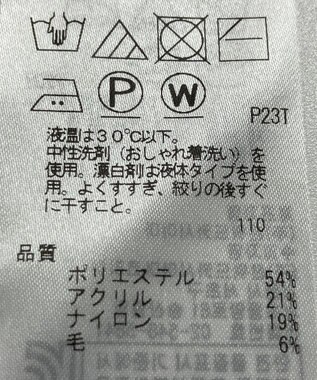 P
W
P23T
液温は30℃以下。
中性洗剤（おしゃれ着洗い）を
使用。漂白剤は液体タイプを使
用。よくすすぎ、絞りの後すぐ
に干すこと。
110
品質
ポリエステル 54%
アクリル 21%
ナイロン 19%
毛 6%